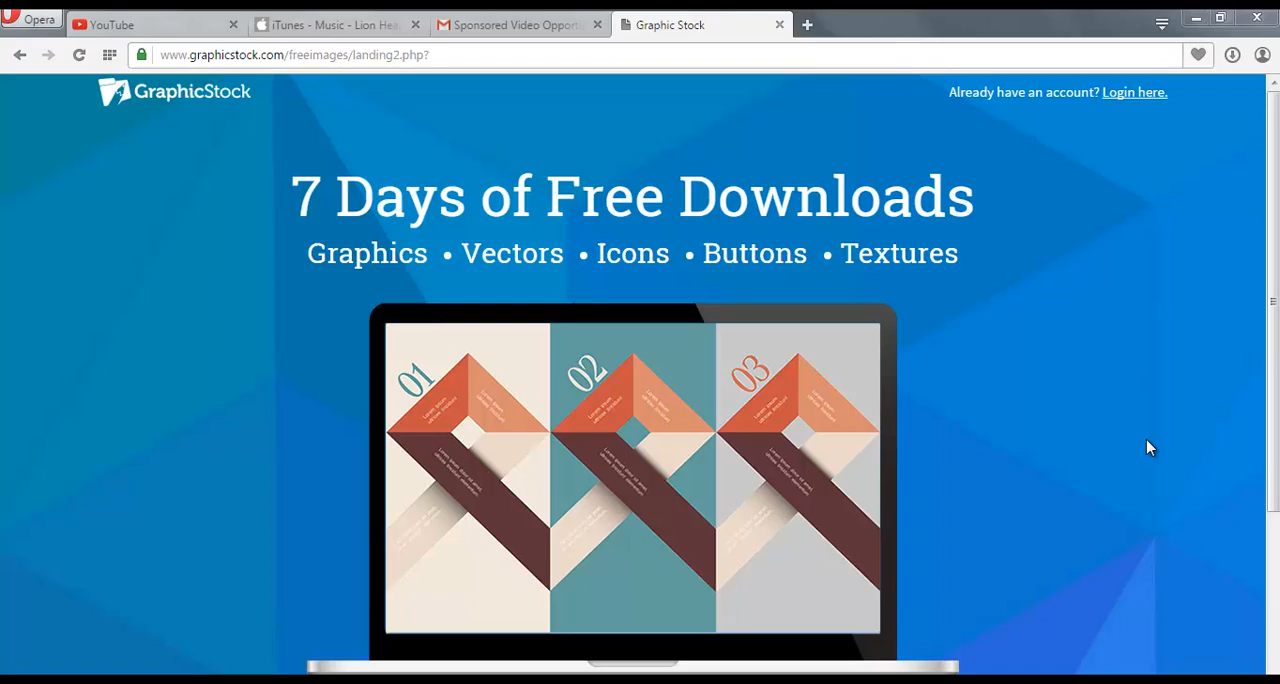 Opera
YouTube
iTunes - Music - Lion Hea
Sponsored Video Opport
Graphic Stock
www.graphicstock.com/freeimages/landing2.php?
GraphicStock
Already have an account? Login here.
7 Days of Free Downloads
Graphics • Vectors • Icons • Buttons • Textures
01
02
03